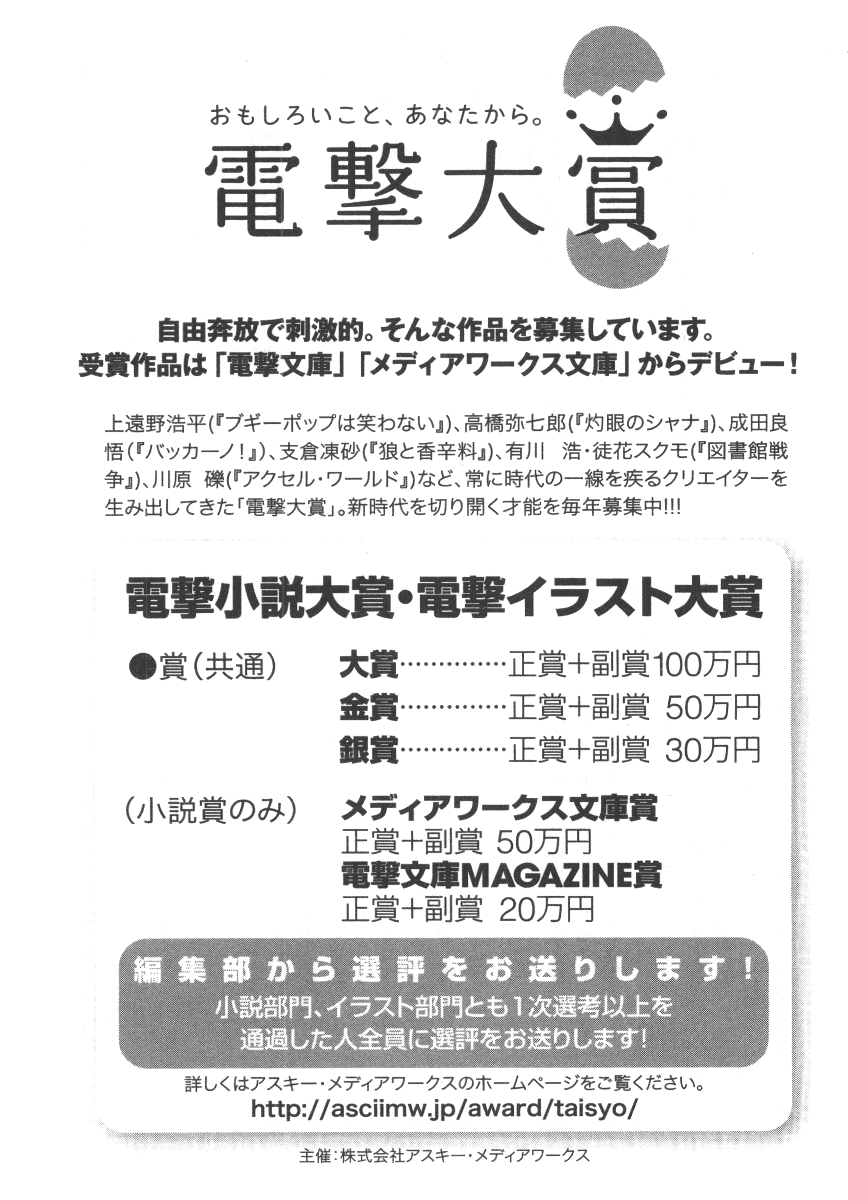 おもしろいこと、あなたから。
電撃大賞
自由奔放で刺激的。そんな作品を募集しています。
受賞作品は「電撃文庫」「メディアワークス文庫」からデビュー！
上遠野浩平(『ブギーポップは笑わない』)、高橋弥七郎(『灼眼のシャナ』)、成田良
悟(『バッカーノ！』)、支倉凍砂(『狼と香辛料』)、有川　浩・徒花スクモ(『図書館戦
争』)、川原　礫(『アクセル・ワールド』)など、常に時代の一線を疾るクリエイターを
生み出してきた「電撃大賞」。新時代を切り開く才能を毎年募集中!!!
電撃小説大賞・電撃イラスト大賞
●賞（共通）　大賞…………正賞＋副賞100万円
金賞…………正賞＋副賞 50万円
銀賞…………正賞＋副賞 30万円
（小説賞のみ）　メディアワークス文庫賞
正賞＋副賞 50万円
電撃文庫MAGAZINE賞
正賞＋副賞 20万円
編集部から選評をお送りします！
小説部門、イラスト部門とも1次選考以上を
通過した人全員に選評をお送りします!
詳しくはアスキー・メディアワークスのホームページをご覧ください。
http://asciimw.jp/award/taisyo/
主催：株式会社アスキー・メディアワークス